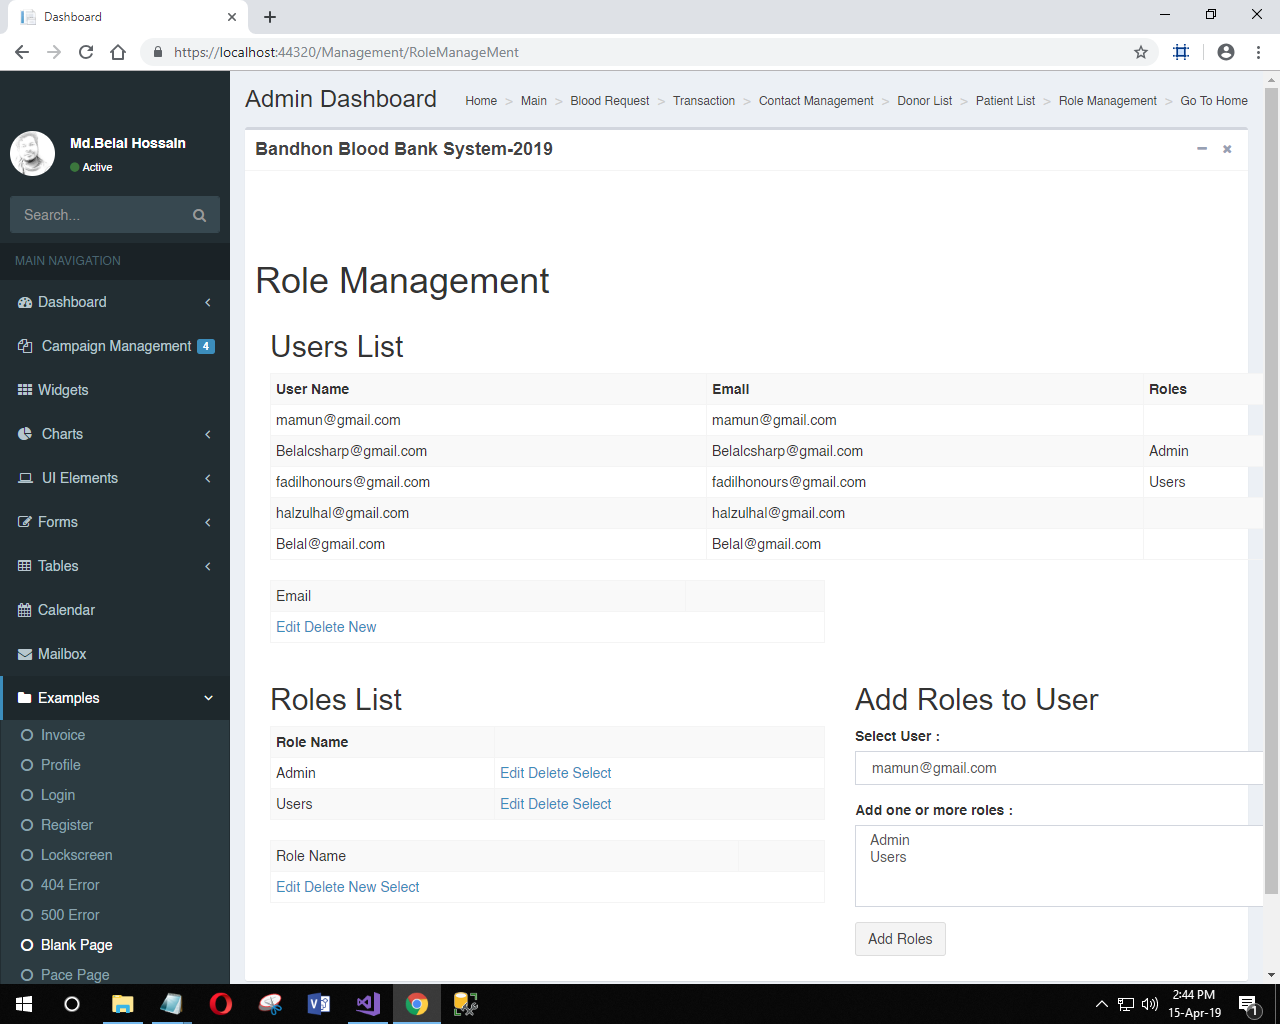 Dashboard
https://localhost:44320/Management/RoleManageMent
Admin Dashboard
Home > Main > Blood Request > Transaction > Contact Management > Donor List > Patient List > Role Management > Go To Home
Md.Belal Hossain
Active
Search...
MAIN NAVIGATION
Dashboard
Campaign Management 4
Widgets
Charts
UI Elements
Forms
Tables
Calendar
Mailbox
Examples
Invoice
Profile
Login
Register
Lockscreen
404 Error
500 Error
Blank Page
Pace Page
Bandhon Blood Bank System-2019
Role Management
Users List
User Name Email Roles
mamun@gmail.com mamun@gmail.com
Belalcsharp@gmail.com Belalcsharp@gmail.com Admin
fadilhonours@gmail.com fadilhonours@gmail.com Users
halzulhal@gmail.com halzulhal@gmail.com
Belal@gmail.com Belal@gmail.com
Email
Edit Delete New
Roles List
Role Name
Admin Edit Delete Select
Users Edit Delete Select
Role Name
Edit Delete New Select
Add Roles to User
Select User :
mamun@gmail.com
Add one or more roles :
Admin
Users
Add Roles
2:44 PM
15-Apr-19
1